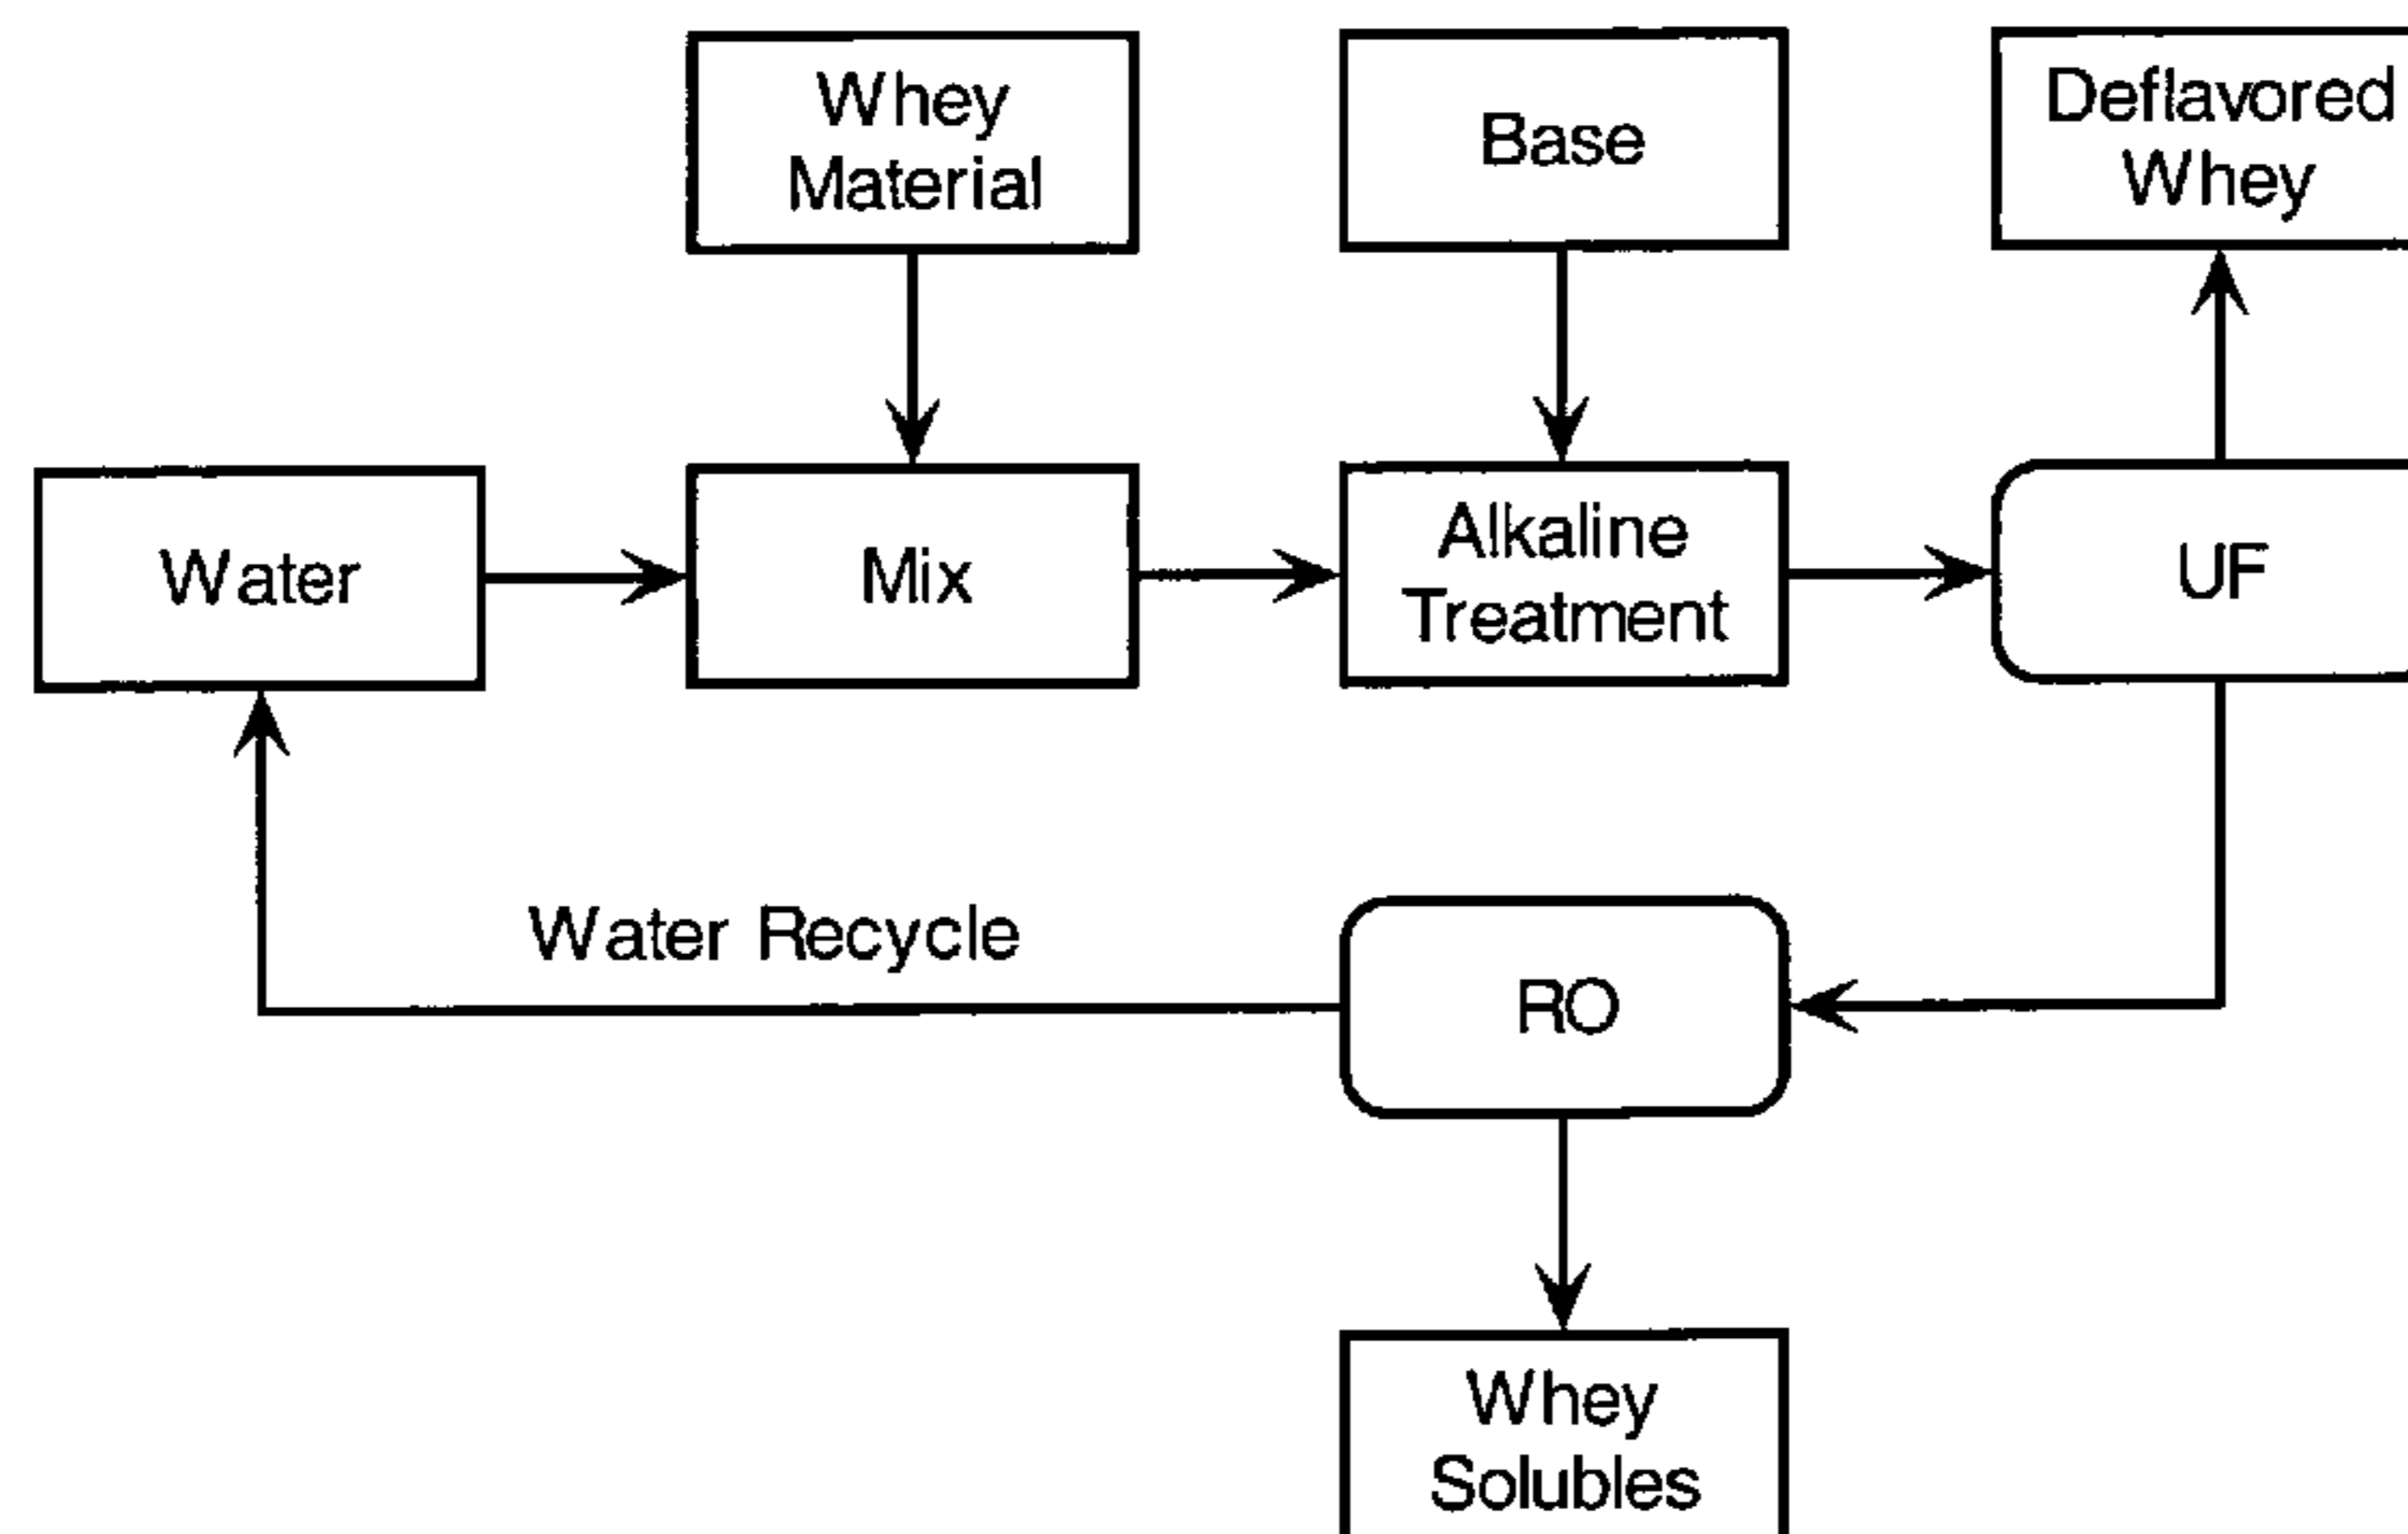 Whey
Material
Base
Deflavored
Whey
Water
Mix
Alkaline
Treatment
UF
Water Recycle
RO
Whey
Solubles